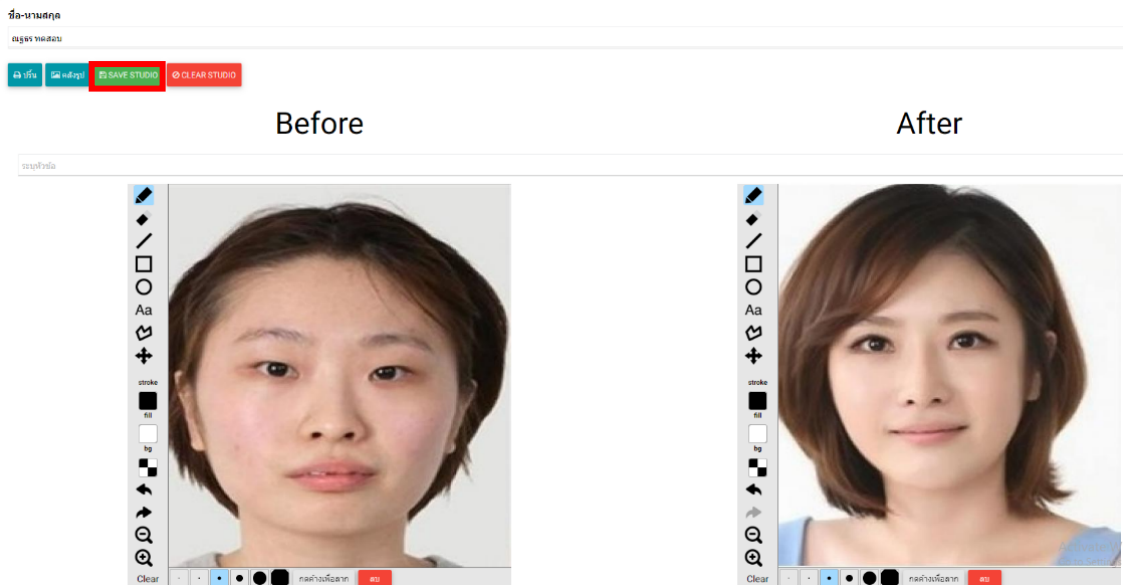 ชื่อ-นามสกุล
ณฐธร ทดสอบ
ปริ้น คลังรูป SAVE STUDIO CLEAR STUDIO
Before After
ระบุหัวข้อ
Aa Aa
stroke stroke
fill fill
bg bg
Clear กดค้างเพื่อลาก ลบ Clear กดค้างเพื่อลาก ลบ